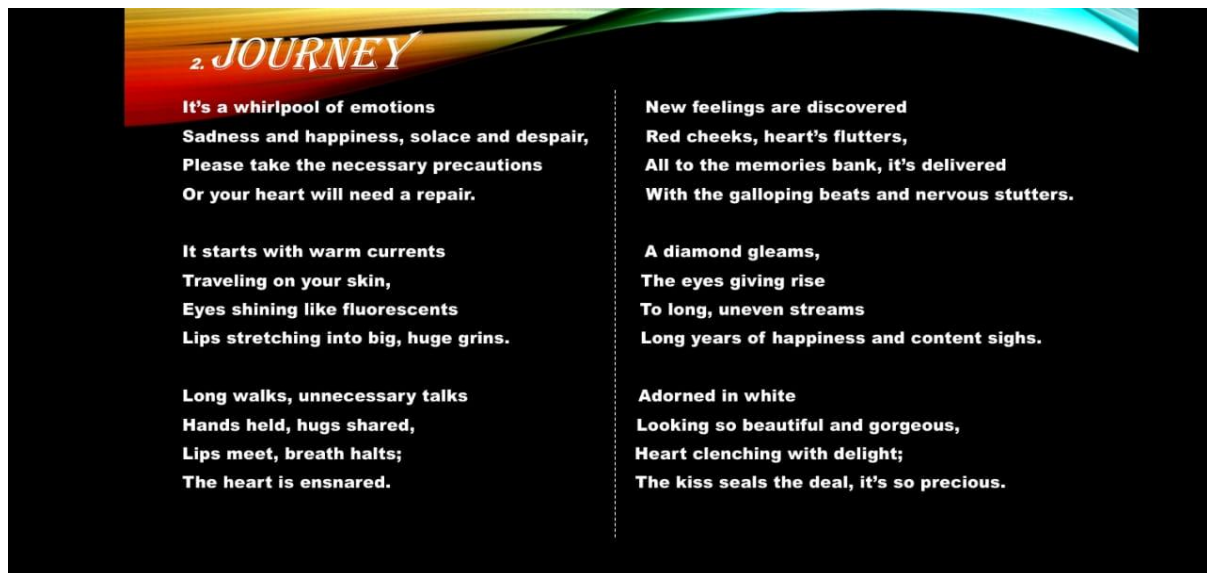 2. JOURNEY
It's a whirlpool of emotions
Sadness and happiness, solace and despair,
Please take the necessary precautions
Or your heart will need a repair.
It starts with warm currents
Traveling on your skin,
Eyes shining like fluorescents
Lips stretching into big, huge grins.
Long walks, unnecessary talks
Hands held, hugs shared,
Lips meet, breath halts;
The heart is ensnared.
New feelings are discovered
Red cheeks, heart's flutters,
All to the memories bank, it's delivered
With the galloping beats and nervous stutters.
A diamond gleams,
The eyes giving rise
To long, uneven streams
Long years of happiness and content sighs.
Adorned in white
Looking so beautiful and gorgeous,
Heart clenching with delight;
The kiss seals the deal, it's so precious.